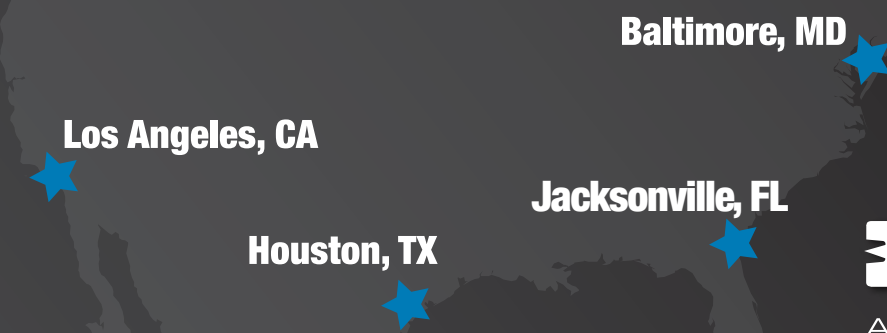 Baltimore, MD
Los Angeles, CA
Jacksonville, FL
Houston, TX